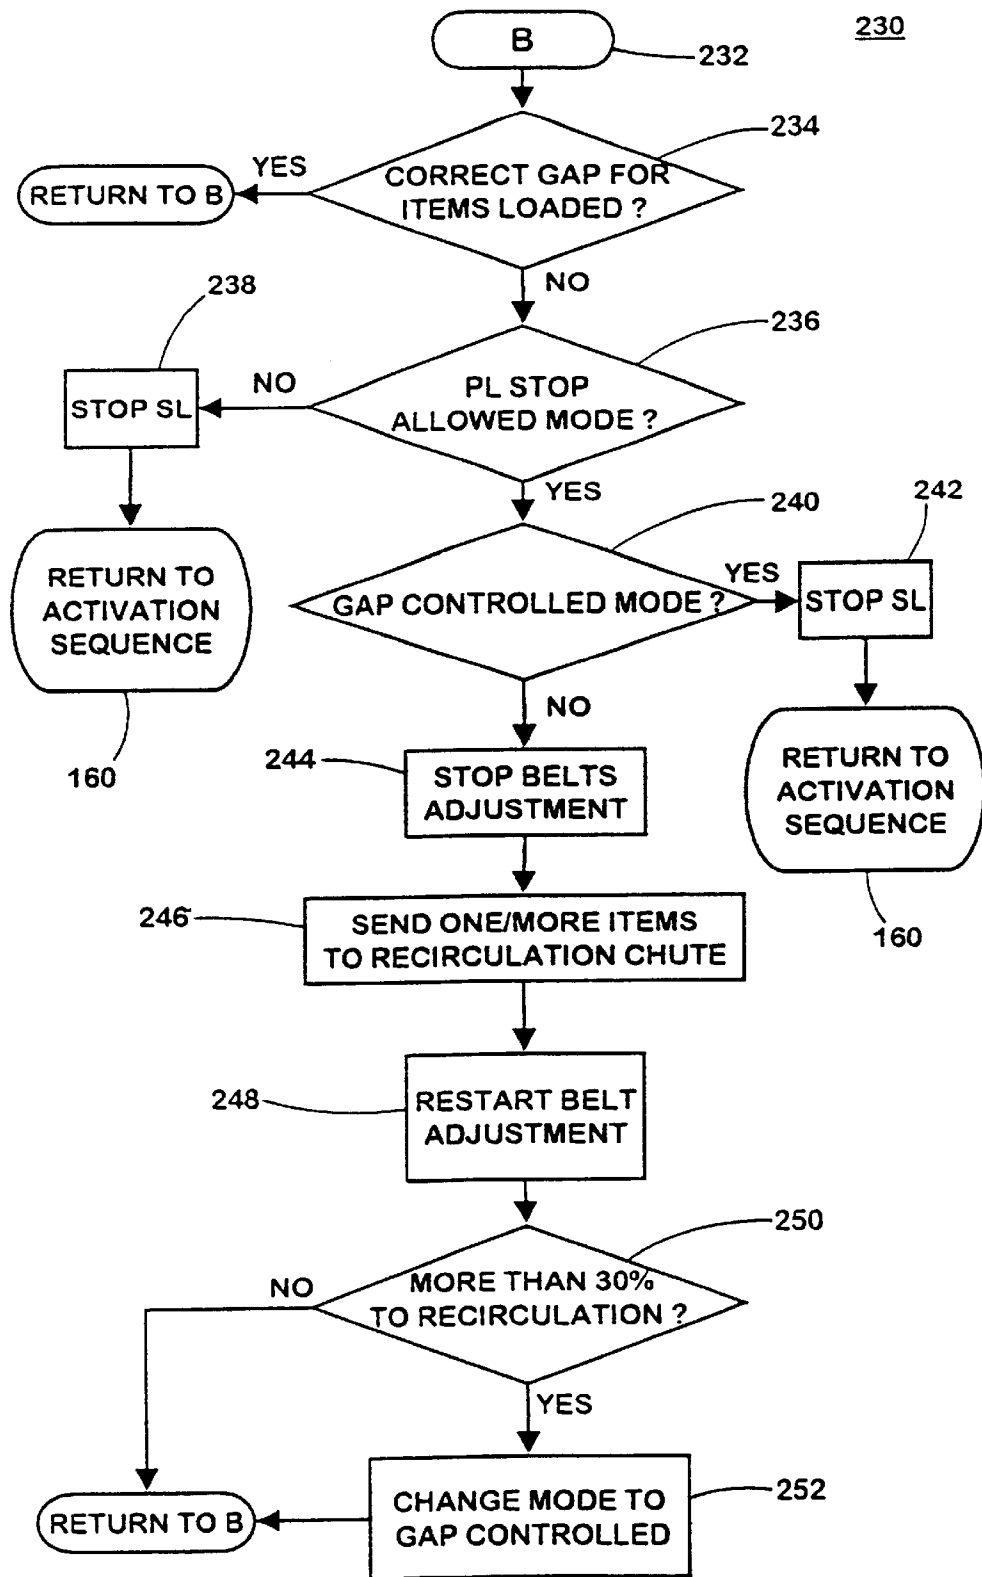 230
B
232
234
YES
CORRECT GAP FOR
ITEMS LOADED ?
RETURN TO B
NO
238
236
NO
PL STOP
ALLOWED MODE ?
STOP SL
YES
240
242
RETURN TO
ACTIVATION
SEQUENCE
GAP CONTROLLED MODE ?
YES
STOP SL
NO
160
244
STOP BELTS
ADJUSTMENT
RETURN TO
ACTIVATION
SEQUENCE
246
SEND ONE/MORE ITEMS
TO RECIRCULATION CHUTE
160
248
RESTART BELT
ADJUSTMENT
250
NO
MORE THAN 30%
TO RECIRCULATION ?
YES
252
CHANGE MODE TO
GAP CONTROLLED
RETURN TO B